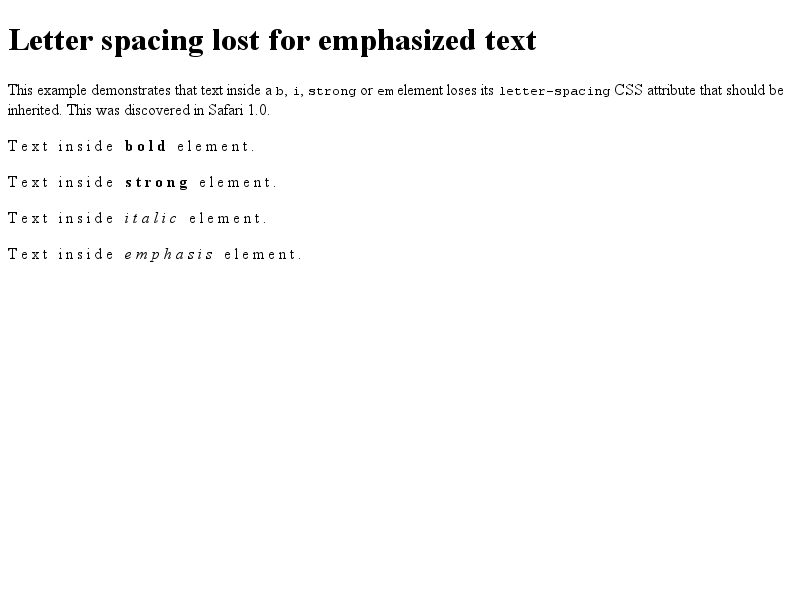 Letter spacing lost for emphasized text
This example demonstrates that text inside a b, i, strong or em element loses its letter-spacing CSS attribute that should be
inherited. This was discovered in Safari 1.0.
Text inside bold element.
Text inside strong element.
Text inside italic element.
Text inside emphasis element.